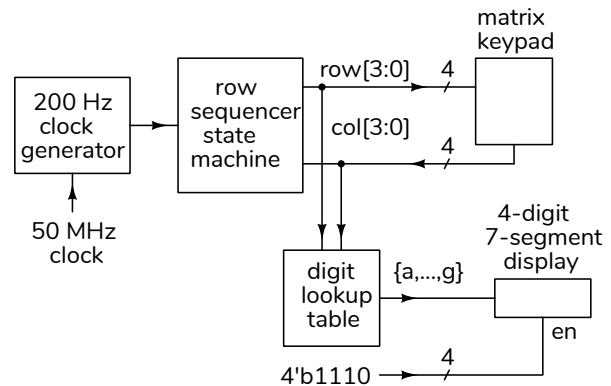 matrix
keypad
row[3:0]
4
200 Hz
clock
generator
row
sequencer
state
machine
col[3:0]
4
50 MHz
clock
4-digit
7-segment
display
digit
lookup
table
{a,...,g}
en
4'b1110
4